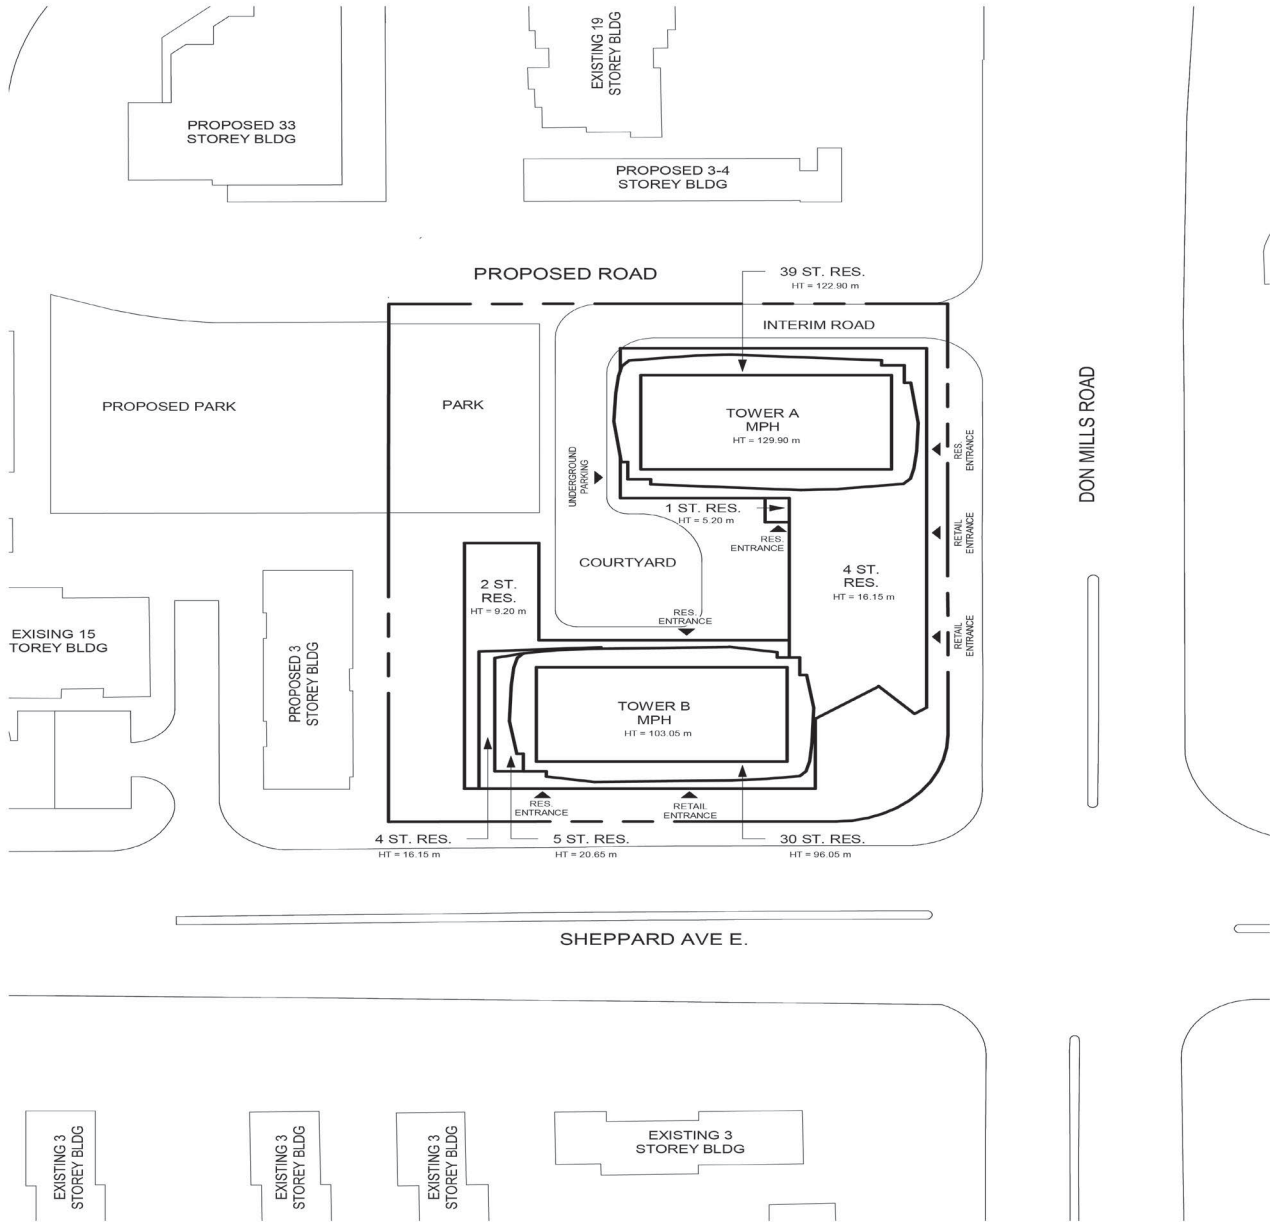 EXISTING 19
STOREY BLDG
PROPOSED 33
STOREY BLDG
PROPOSED 3-4
STOREY BLDG
PROPOSED ROAD
39 ST. RES.
HT = 122.90 m
INTERIM ROAD
PROPOSED PARK
PARK
TOWER A
MPH
HT = 129.90 m
DON MILLS ROAD
RES.
ENTRANCE
UNDERGROUND
PARKING
1 ST. RES.
HT = 5.20 m
RES.
ENTRANCE
RETAIL
ENTRANCE
COURTYARD
4 ST.
RES.
HT = 16.15 m
2 ST.
RES.
HT = 9.20 m
RES.
ENTRANCE
RETAIL
ENTRANCE
EXISING 15
TOREY BLDG
PROPOSED 3
STOREY BLDG
TOWER B
MPH
HT = 103.05 m
RES.
ENTRANCE
RETAIL
ENTRANCE
4 ST. RES.
HT = 16.15 m
5 ST. RES.
HT = 20.65 m
30 ST. RES.
HT = 96.05 m
SHEPPARD AVE E.
EXISTING 3
STOREY BLDG
EXISTING 3
STOREY BLDG
EXISTING 3
STOREY BLDG
EXISTING 3
STOREY BLDG